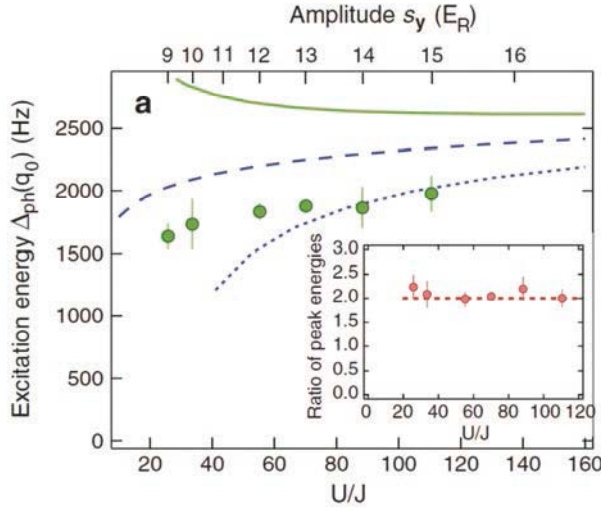 Amplitude s_y (E_R)
9 10 11 12 13 14 15 16
a
Excitation energy Δ_ph(q_0) (Hz)
2500
2000
1500
1000
500
0
20 40 60 80 100 120 140 160
U/J
Ratio of peak energies
3.0
2.5
2.0
1.5
1.0
0.5
0.0
0 20 40 60 80 100 120
U/J